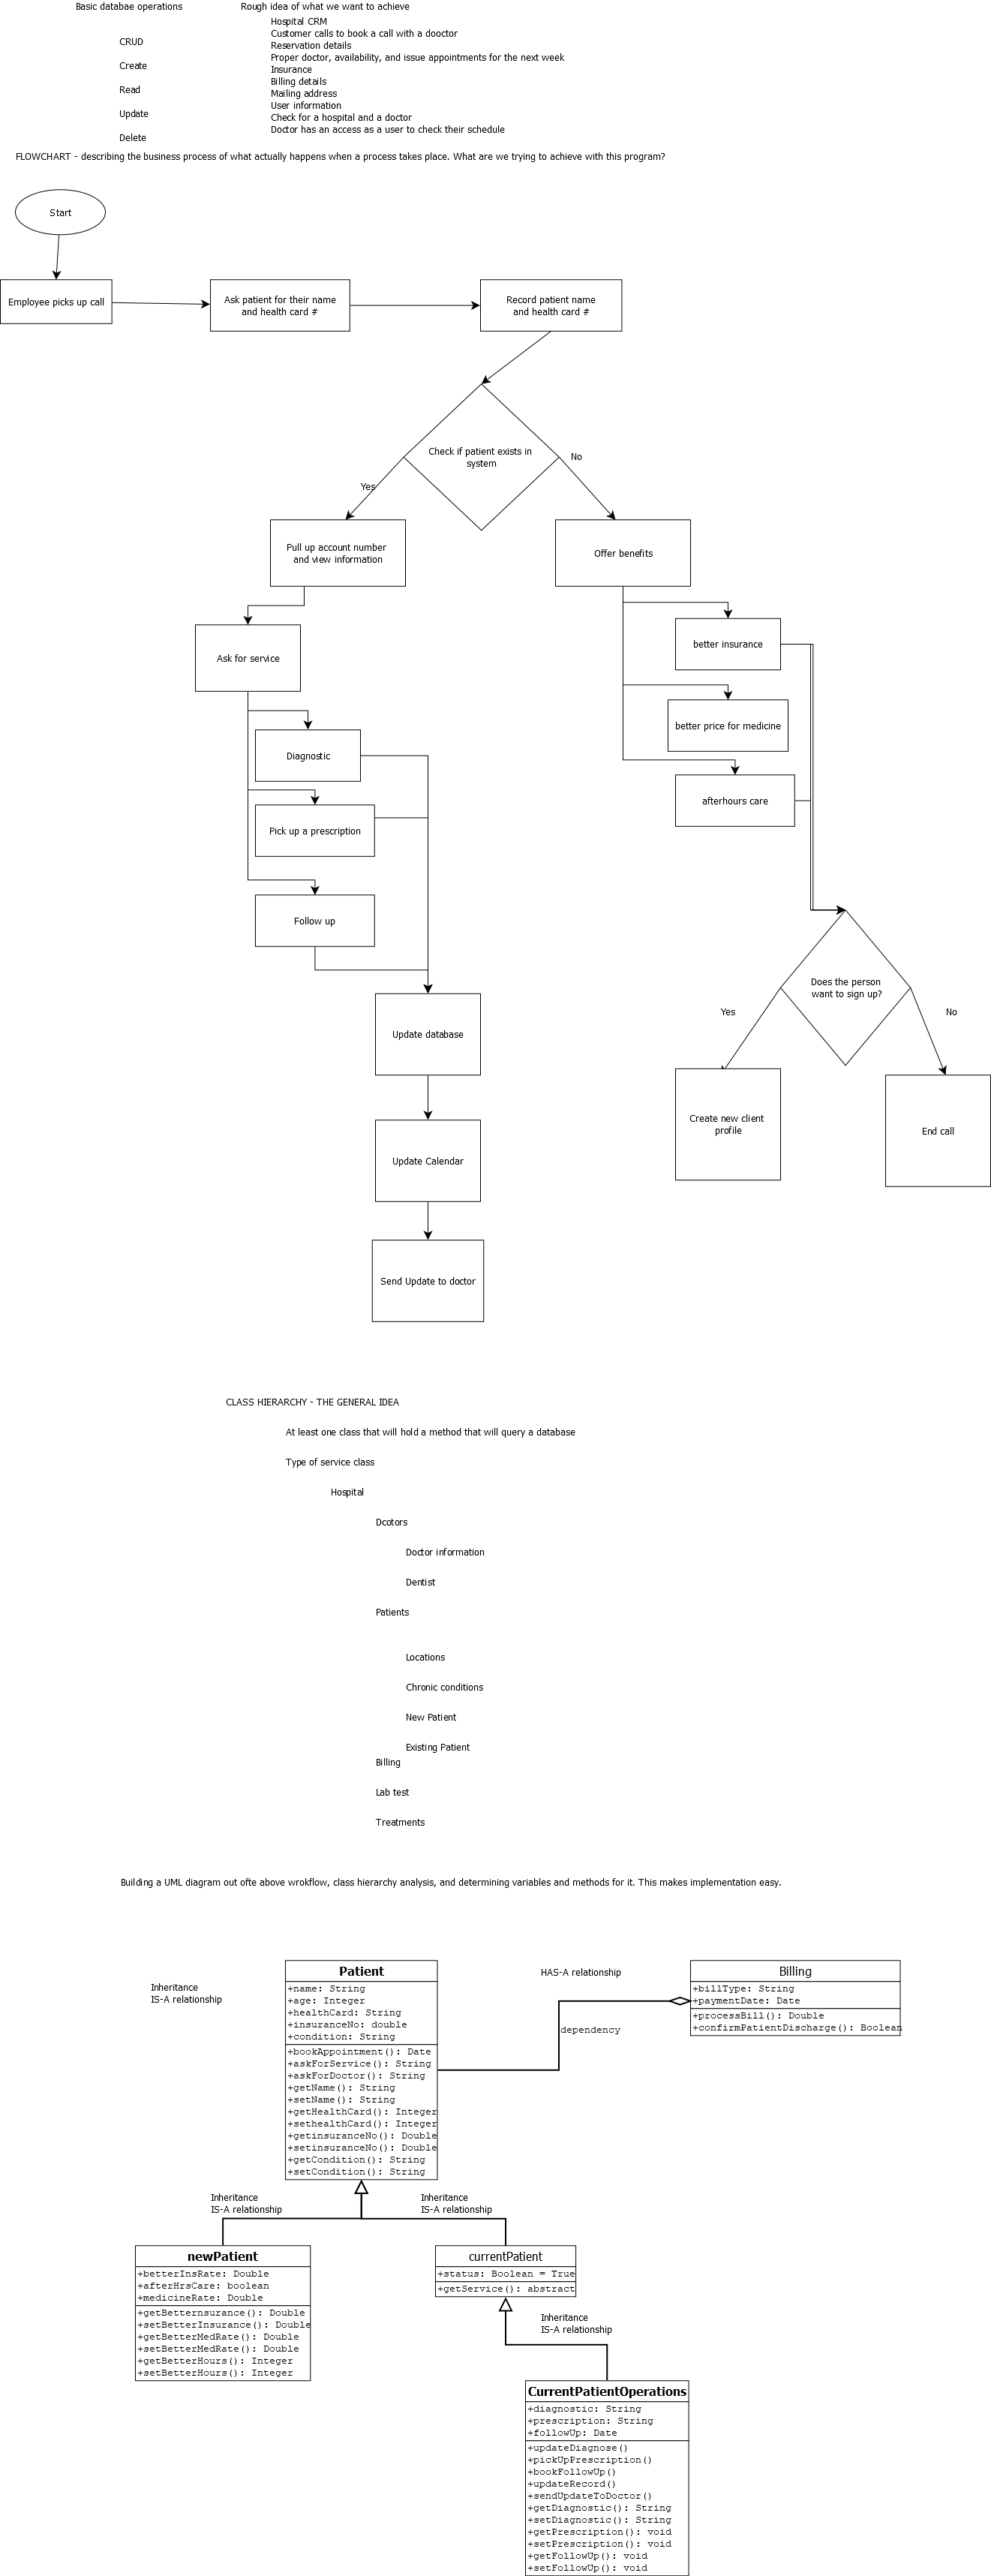 Basic databae operations
Rough idea of what we want to achieve
CRUD
Create
Read
Update
Delete
Hospital CRM
Customer calls to book a call with a dooctor
Reservation details
Proper doctor, availability, and issue appointments for the next week
Insurance
Billing details
Mailing address
User information
Check for a hospital and a doctor
Doctor has an access as a user to check their schedule
FLOWCHART - describing the business process of what actually happens when a process takes place. What are we trying to achieve with this program?
Start
Employee picks up call
Ask patient for their name
and health card #
Record patient name
and health card #
Check if patient exists in
system
Yes
No
Pull up account number
and view information
Offer benefits
Ask for service
better insurance
Diagnostic
better price for medicine
Pick up a prescription
afterhours care
Follow up
Does the person
want to sign up?
Yes
No
Update database
Create new client
profile
End call
Update Calendar
Send Update to doctor
CLASS HIERARCHY - THE GENERAL IDEA
At least one class that will hold a method that will query a database
Type of service class
Hospital
Dcotors
Doctor information
Dentist
Patients
Locations
Chronic conditions
New Patient
Existing Patient
Billing
Lab test
Treatments
Building a UML diagram out ofte above wrokflow, class hierarchy analysis, and determining variables and methods for it. This makes implementation easy.
Inheritance
IS-A relationship
Patient
+name: String
+age: Integer
+healthCard: String
+insuranceNo: double
+condition: String
+bookAppointment(): Date
+askForService(): String
+askForDoctor(): String
+getName(): String
+setName(): String
+getHealthCard(): Integer
+sethealthCard(): Integer
+getinsuranceNo(): Double
+setinsuranceNo(): Double
+getCondition(): String
+setCondition(): String
HAS-A relationship
dependency
Billing
+billType: String
+paymentDate: Date
+processBill(): Double
+confirmPatientDischarge(): Boolean
Inheritance
IS-A relationship
Inheritance
IS-A relationship
newPatient
+betterInsRate: Double
+afterHrsCare: boolean
+medicineRate: Double
+getBetternsurance(): Double
+setBetterInsurance(): Double
+getBetterMedRate(): Double
+setBetterMedRate(): Double
+getBetterHours(): Integer
+setBetterHours(): Integer
currentPatient
+status: Boolean = True
+getService(): abstract
Inheritance
IS-A relationship
CurrentPatientOperations
+diagnostic: String
+prescription: String
+followUp: Date
+updateDiagnose()
+pickUpPrescription()
+bookFollowUp()
+updateRecord()
+sendUpdateToDoctor()
+getDiagnostic(): String
+setDiagnostic(): String
+getPrescription(): void
+setPrescription(): void
+getFollowUp(): void
+setFollowUp(): void